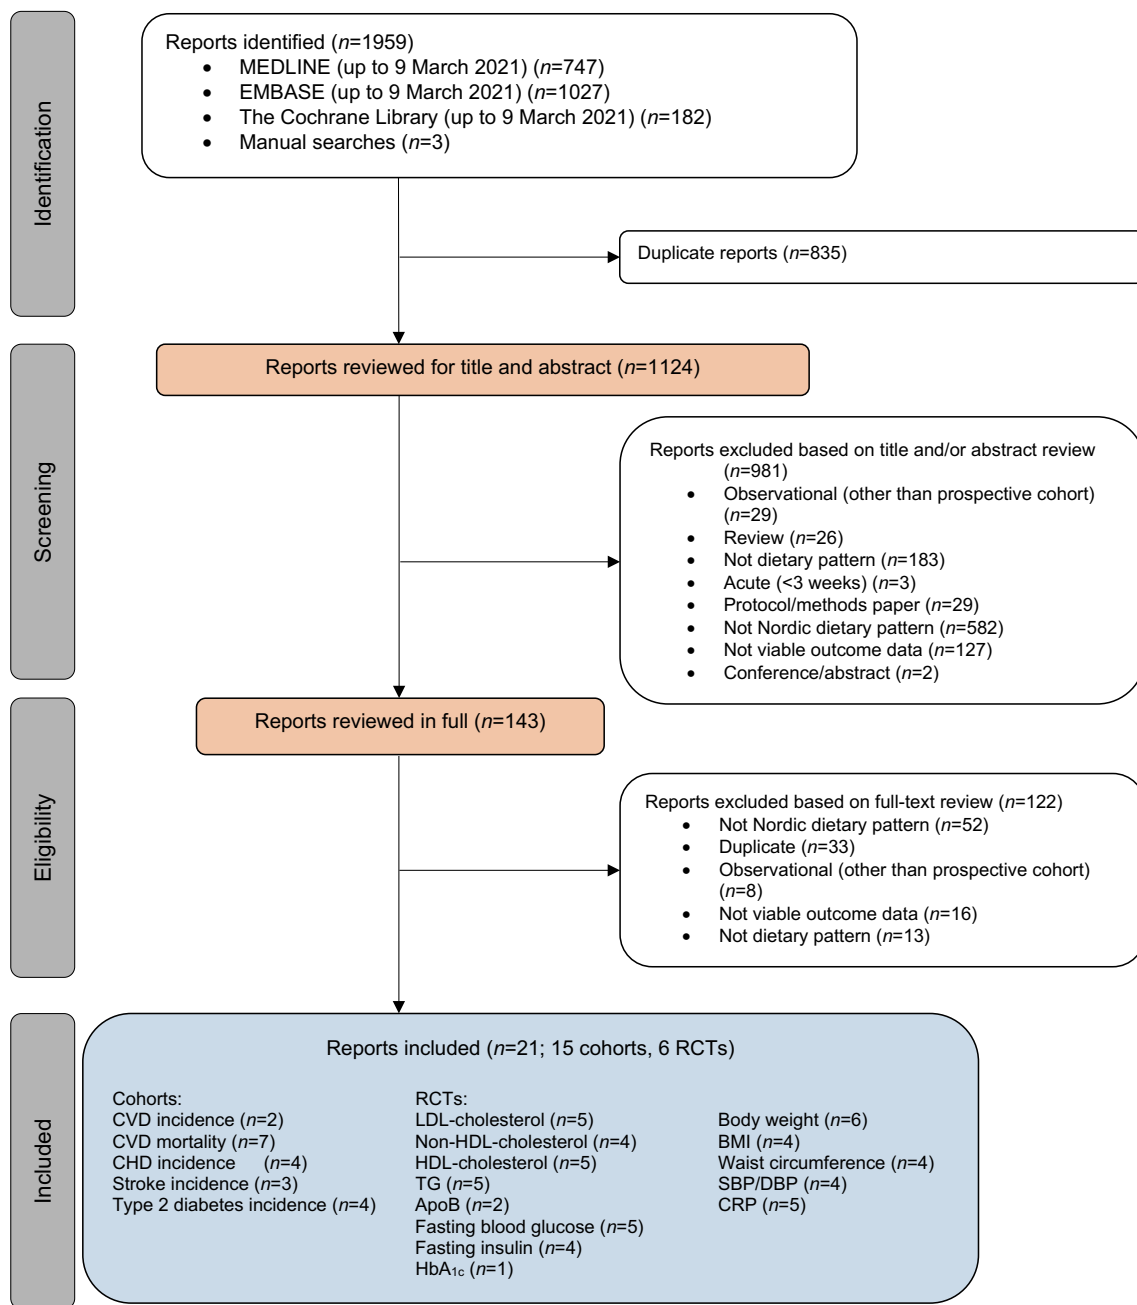 Identification
Reports identified (n=1959)
• MEDLINE (up to 9 March 2021) (n=747)
• EMBASE (up to 9 March 2021) (n=1027)
• The Cochrane Library (up to 9 March 2021) (n=182)
• Manual searches (n=3)
Duplicate reports (n=835)
Screening
Reports reviewed for title and abstract (n=1124)
Reports excluded based on title and/or abstract review
(n=981)
• Observational (other than prospective cohort)
(n=29)
• Review (n=26)
• Not dietary pattern (n=183)
• Acute (<3 weeks) (n=3)
• Protocol/methods paper (n=29)
• Not Nordic dietary pattern (n=582)
• Not viable outcome data (n=127)
• Conference/abstract (n=2)
Eligibility
Reports reviewed in full (n=143)
Reports excluded based on full-text review (n=122)
• Not Nordic dietary pattern (n=52)
• Duplicate (n=33)
• Observational (other than prospective cohort)
(n=8)
• Not viable outcome data (n=16)
• Not dietary pattern (n=13)
Included
Reports included (n=21; 15 cohorts, 6 RCTs)
Cohorts:
CVD incidence (n=2)
CVD mortality (n=7)
CHD incidence (n=4)
Stroke incidence (n=3)
Type 2 diabetes incidence (n=4)
RCTs:
LDL-cholesterol (n=5)
Non-HDL-cholesterol (n=4)
HDL-cholesterol (n=5)
TG (n=5)
ApoB (n=2)
Fasting blood glucose (n=5)
Fasting insulin (n=4)
HbA1c (n=1)
Body weight (n=6)
BMI (n=4)
Waist circumference (n=4)
SBP/DBP (n=4)
CRP (n=5)